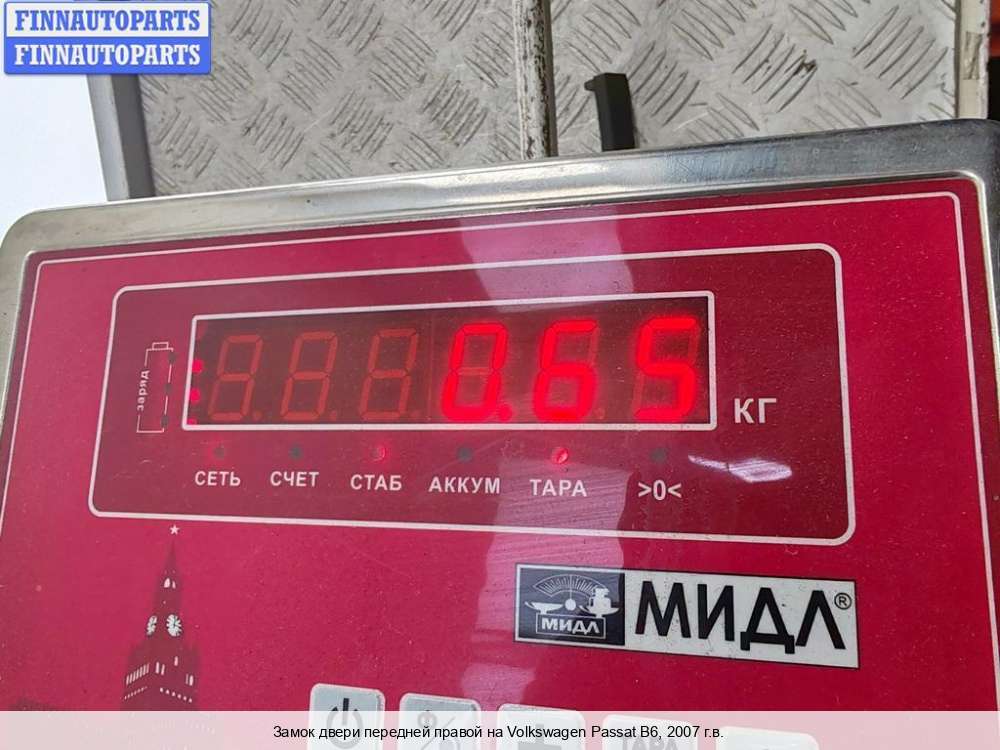 FINNAUTOPARTS
FINNAUTOPARTS
заряд
0.65
КГ
СЕТЬ СЧЕТ СТАБ АККУМ ТАРА >0<
МИДЛ
МИДЛ®
ТАРА
Замок двери передней правой на Volkswagen Passat B6, 2007 г.в.